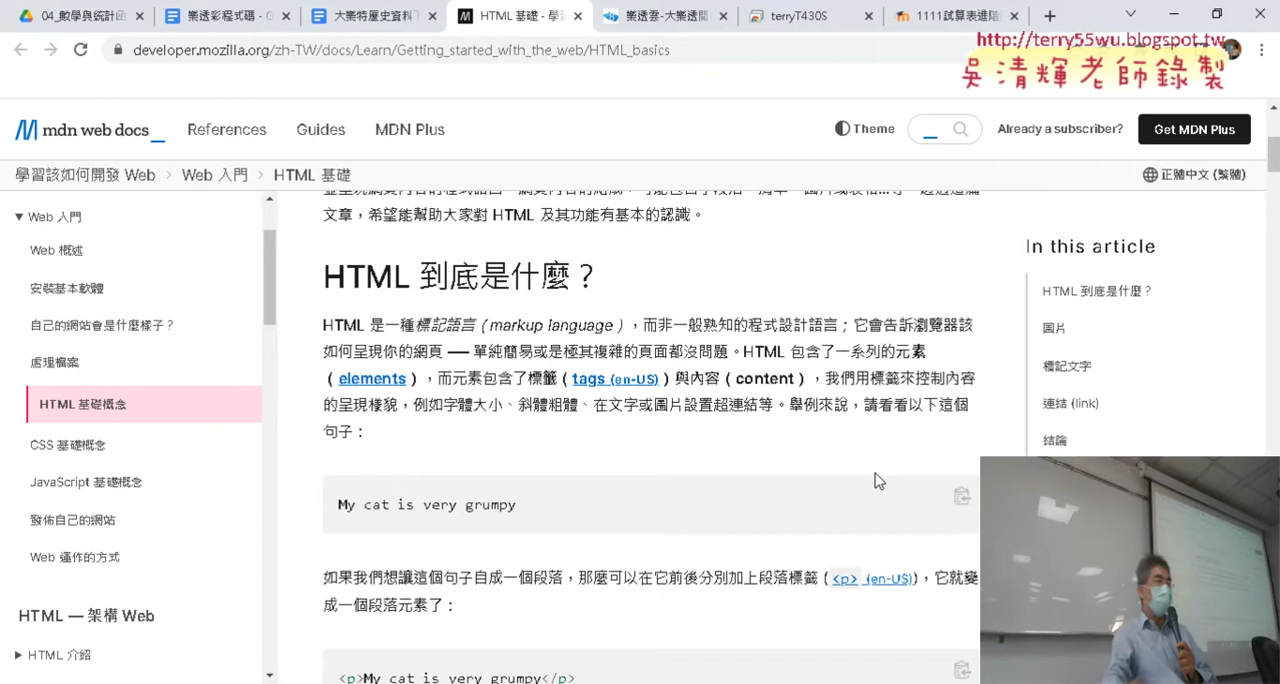 04_數學與統計函
樂透彩程式碼 - G
大樂特屋史資料下
HTML 基礎 - 學習
樂透雲-大樂透開
terryT430S
1111試算表進階
developer.mozilla.org/zh-TW/docs/Learn/Getting_started_with_the_web/HTML_basics
http://terry55wu.blogspot.tw
吳清輝老師錄製
mdn web docs
References
Guides
MDN Plus
Theme
Already a subscriber?
Get MDN Plus
學習該如何開發 Web
Web 入門
HTML 基礎
正體中文 (繁體)
文章，希望能幫助大家對 HTML 及其功能有基本的認識。
Web 入門
Web 概述
安裝基本軟體
自己的網站會是什麼樣子？
處理檔案
HTML 基礎概念
CSS 基礎概念
JavaScript 基礎概念
發佈自己的網站
Web 運作的方式
HTML — 架構 Web
HTML 介紹
HTML 到底是什麼？
HTML 是一種標記語言（markup language），而非一般熟知的程式設計語言；它會告訴瀏覽器該
如何呈現你的網頁 — 單純簡易或是極其複雜的頁面都沒問題。HTML 包含了一系列的元素
（elements），而元素包含了標籤（tags (en-US)）與內容（content），我們用標籤來控制內容
的呈現樣貌，例如字體大小、斜體粗體、在文字或圖片設置超連結等。舉例來說，請看看以下這個
句子：
My cat is very grumpy
如果我們想讓這個句子自成一個段落，那麼可以在它前後分別加上段落標籤 (<p> (en-US))，它就變
成一個段落元素了：
<p>My cat is very grumpy</p>
In this article
HTML 到底是什麼？
圖片
標記文字
連結 (link)
結論